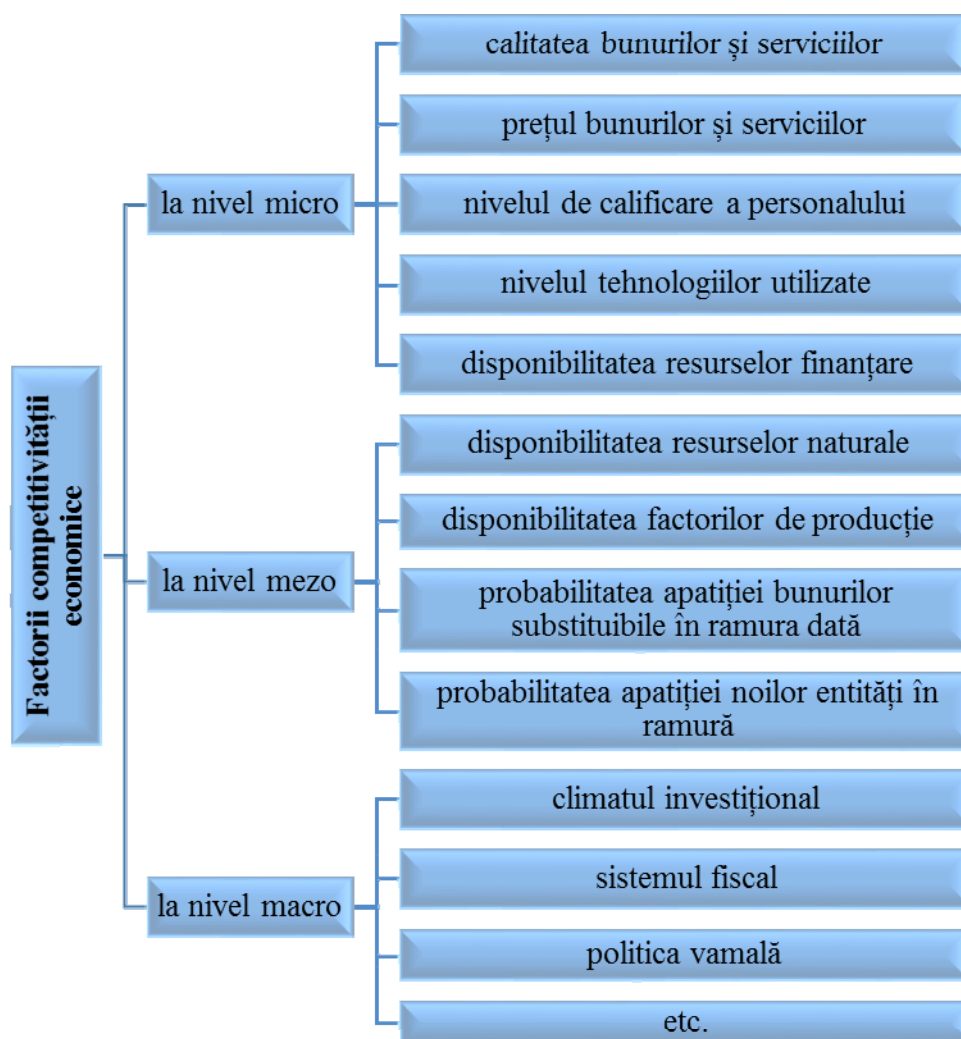 Factorii competitivității
economice
la nivel micro
calitatea bunurilor și serviciilor
prețul bunurilor și serviciilor
nivelul de calificare a personalului
nivelul tehnologiilor utilizate
disponibilitatea resurselor finanțare
la nivel mezo
disponibilitatea resurselor naturale
disponibilitatea factorilor de producție
probabilitatea apatiției bunurilor
substituibile în ramura dată
probabilitatea apatiției noilor entități în
ramură
la nivel macro
climatul investițional
sistemul fiscal
politica vamală
etc.